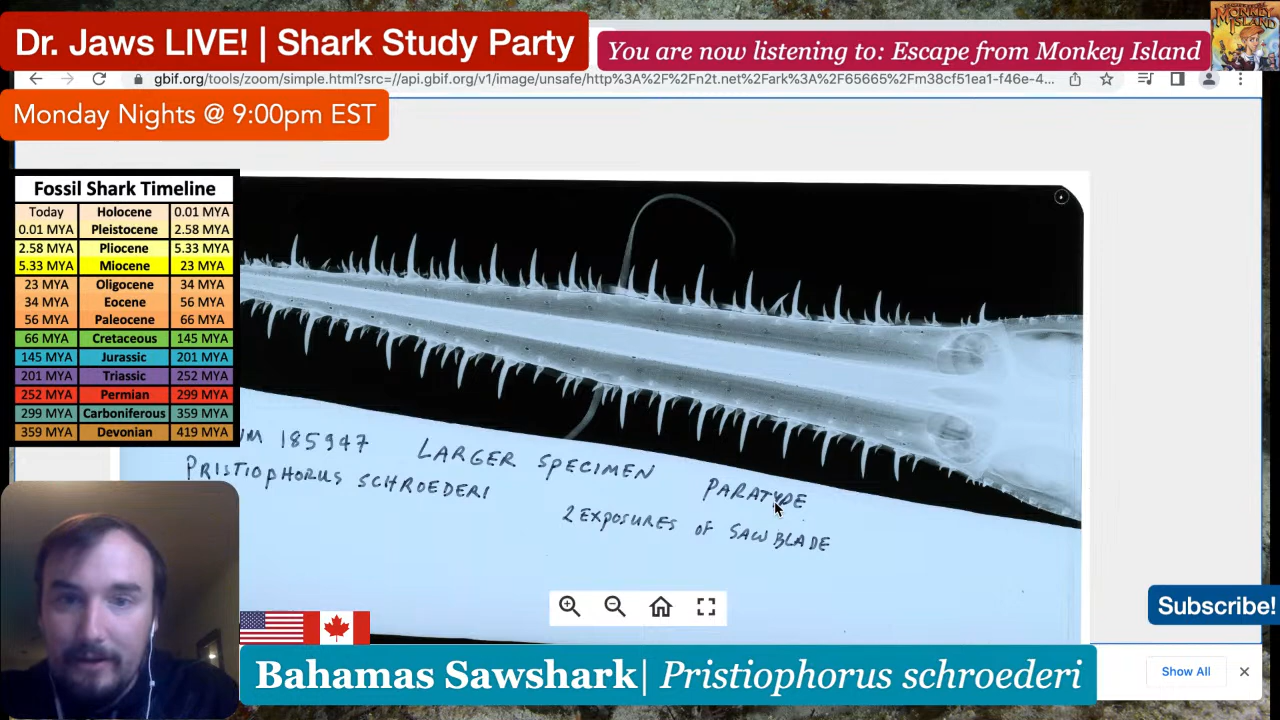 Dr. Jaws LIVE! | Shark Study Party
You are now listening to: Escape from Monkey Island
MONKEY ISLAND
gbif.org/tools/zoom/simple.html?src=//api.gbif.org/v1/image/unsafe/http%3A%2F%2Fn2t.net%2Fark%3A%2F65665%2Fm38cf51ea1-f46e-4...
Monday Nights @ 9:00pm EST
Fossil Shark Timeline
Today Holocene 0.01 MYA
0.01 MYA Pleistocene 2.58 MYA
2.58 MYA Pliocene 5.33 MYA
5.33 MYA Miocene 23 MYA
23 MYA Oligocene 34 MYA
34 MYA Eocene 56 MYA
56 MYA Paleocene 66 MYA
66 MYA Cretaceous 145 MYA
145 MYA Jurassic 201 MYA
201 MYA Triassic 252 MYA
252 MYA Permian 299 MYA
299 MYA Carboniferous 359 MYA
359 MYA Devonian 419 MYA
185947 LARGER SPECIMEN PARATYPE
PRISTIOPHORUS SCHROEDERI
2 EXPOSURES OF SAW BLADE
Subscribe!
Bahamas Sawshark| Pristiophorus schroederi
Show All